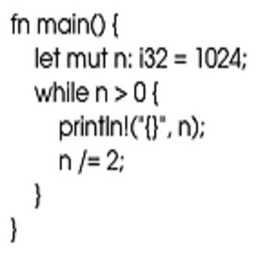 fn main() {
    let mut n: i32 = 1024;
    while n > 0 {
        println!("{}", n);
        n /= 2;
    }
}